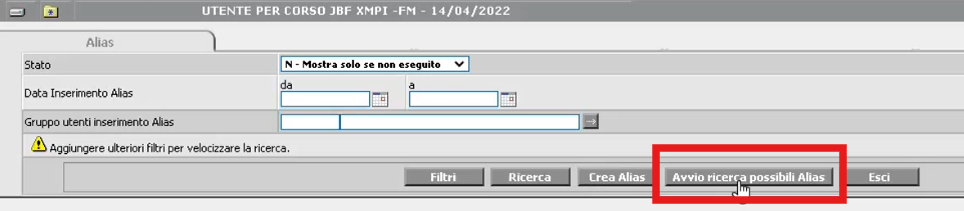 UTENTE PER CORSO JBF XMPI -FM - 14/04/2022
Alias
Stato N - Mostra solo se non eseguito
Data Inserimento Alias da a
Gruppo utenti inserimento Alias
Aggiungere ulteriori filtri per velocizzare la ricerca.
Filtri Ricerca Crea Alias Avvio ricerca possibili Alias Esci